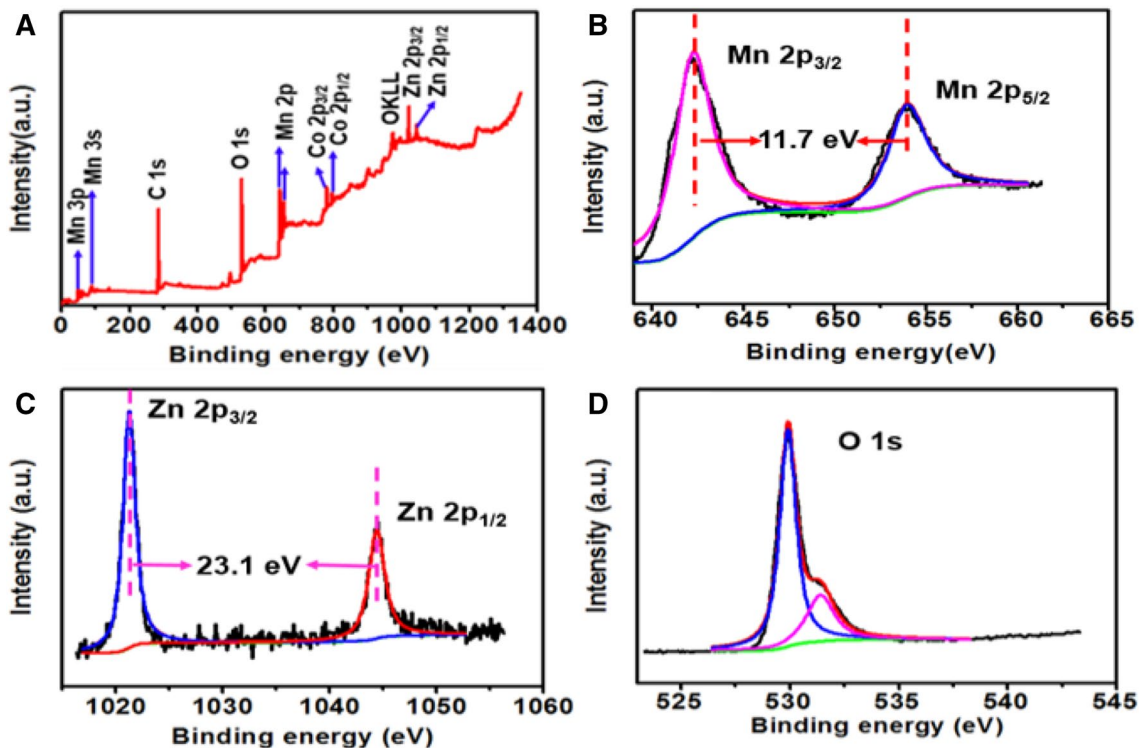 A
Intensity(a.u.)
Mn 3p
Mn 3s
C 1s
O 1s
Mn 2p
Co 2p3/2
Co 2p1/2
OKLL
Zn 2p3/2
Zn 2p1/2
0 200 400 600 800 1000 1200 1400
Binding energy (eV)
B
Intensity (a.u.)
Mn 2p3/2
Mn 2p5/2
11.7 eV
640 645 650 655 660 665
Binding energy(eV)
C
Intensity (a.u.)
Zn 2p3/2
Zn 2p1/2
23.1 eV
1020 1030 1040 1050 1060
Binding energy (eV)
D
Intensity (a.u.)
O 1s
525 530 535 540 545
Binding energy (eV)